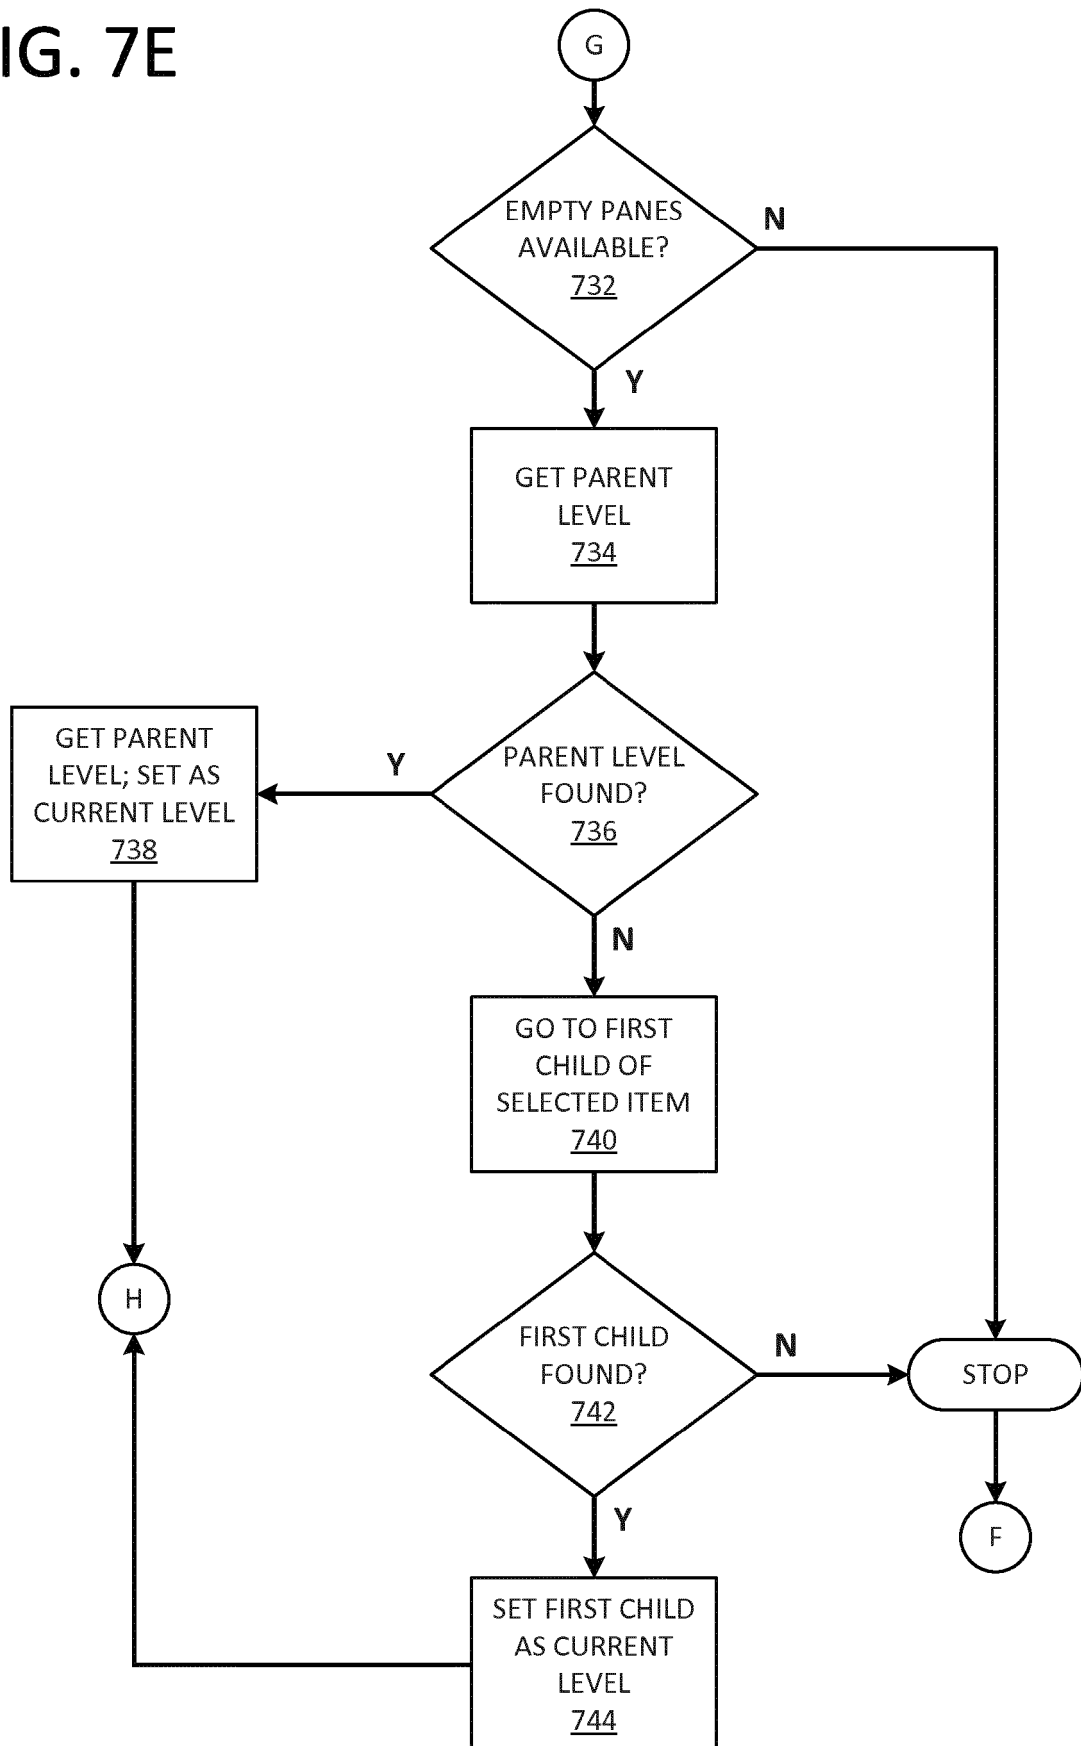 IG. 7E
G
EMPTY PANES
AVAILABLE?
732
N
Y
GET PARENT
LEVEL
734
PARENT LEVEL
FOUND?
736
Y
GET PARENT
LEVEL; SET AS
CURRENT LEVEL
738
N
GO TO FIRST
CHILD OF
SELECTED ITEM
740
H
FIRST CHILD
FOUND?
742
N
STOP
Y
F
SET FIRST CHILD
AS CURRENT
LEVEL
744